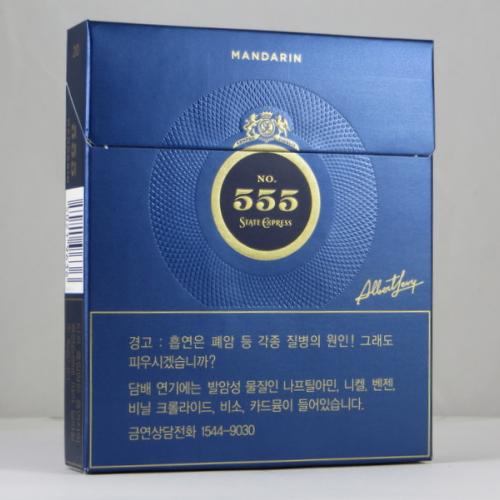 MANDARIN
NO.
555
STATE EXPRESS
Albert Levy
경고 : 흡연은 폐암 등 각종 질병의 원인! 그래도
피우시겠습니까?
담배 연기에는 발암성 물질인 나프틸아민, 니켈, 벤젠,
비닐 크롤라이드, 비소, 카드뮴이 들어있습니다.
금연상담전화 1544-9030